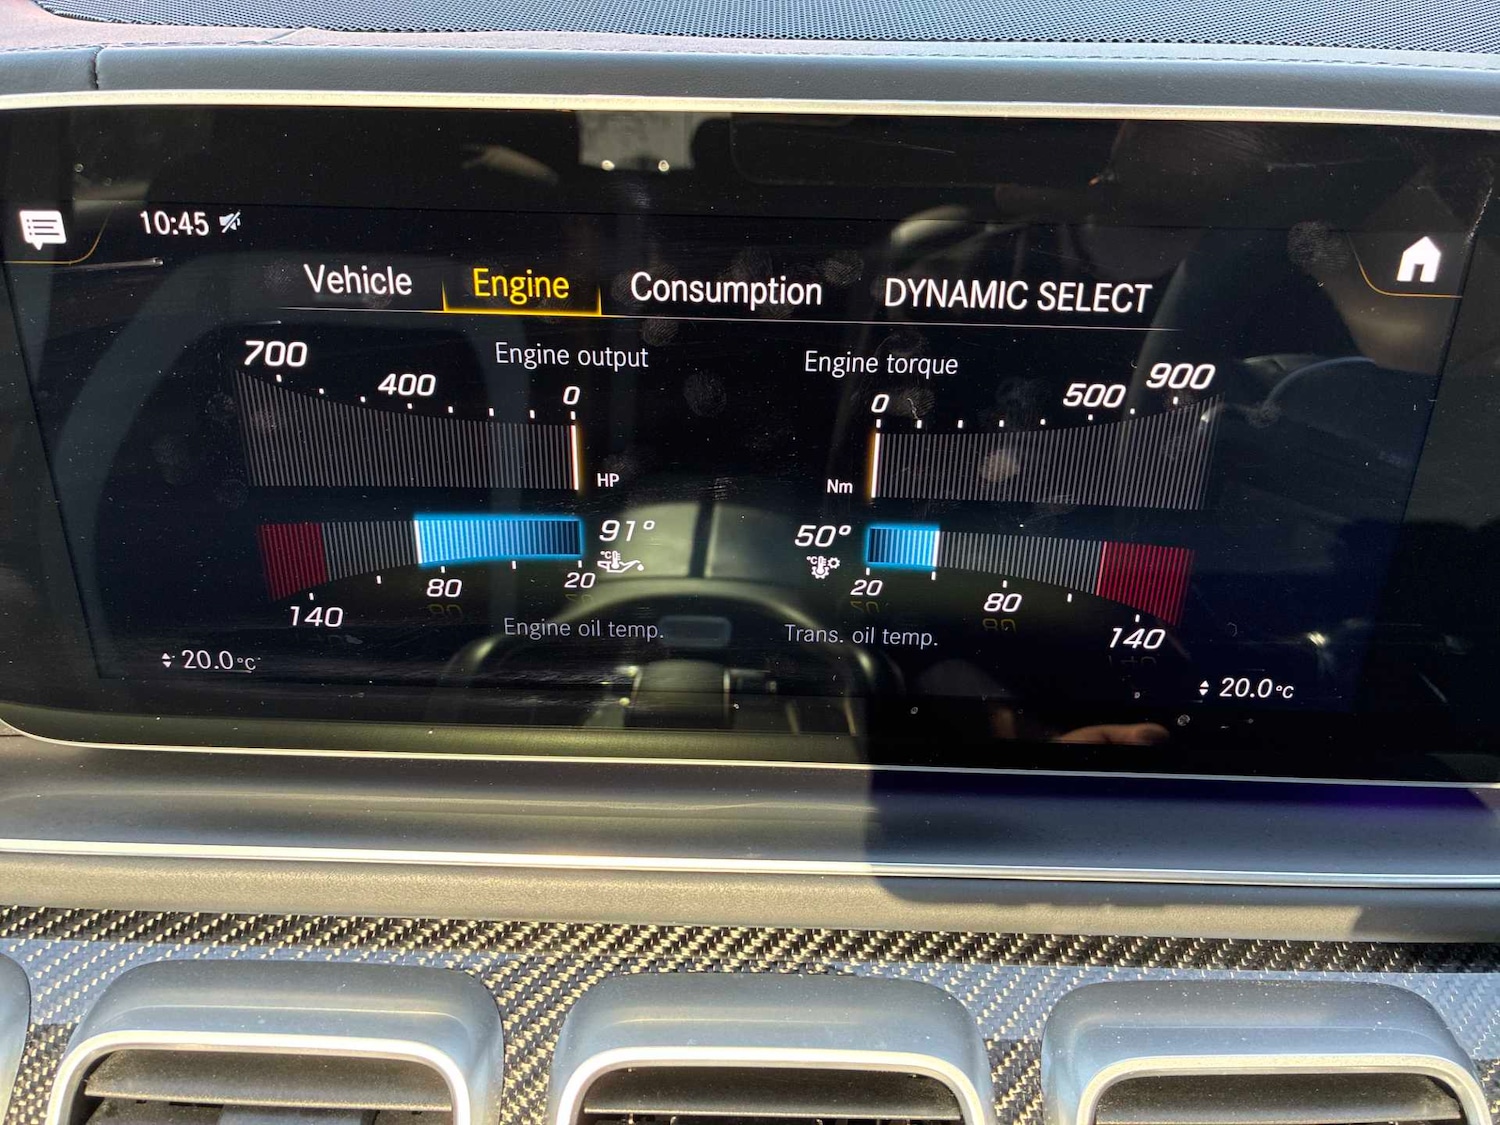 10:45
Vehicle Engine Consumption DYNAMIC SELECT
Engine output
700 400 0
HP
Engine torque
0 500 900
Nm
91°
°C
140 80 20
Engine oil temp.
50°
°C
20 80 140
Trans. oil temp.
20.0°C
20.0°C